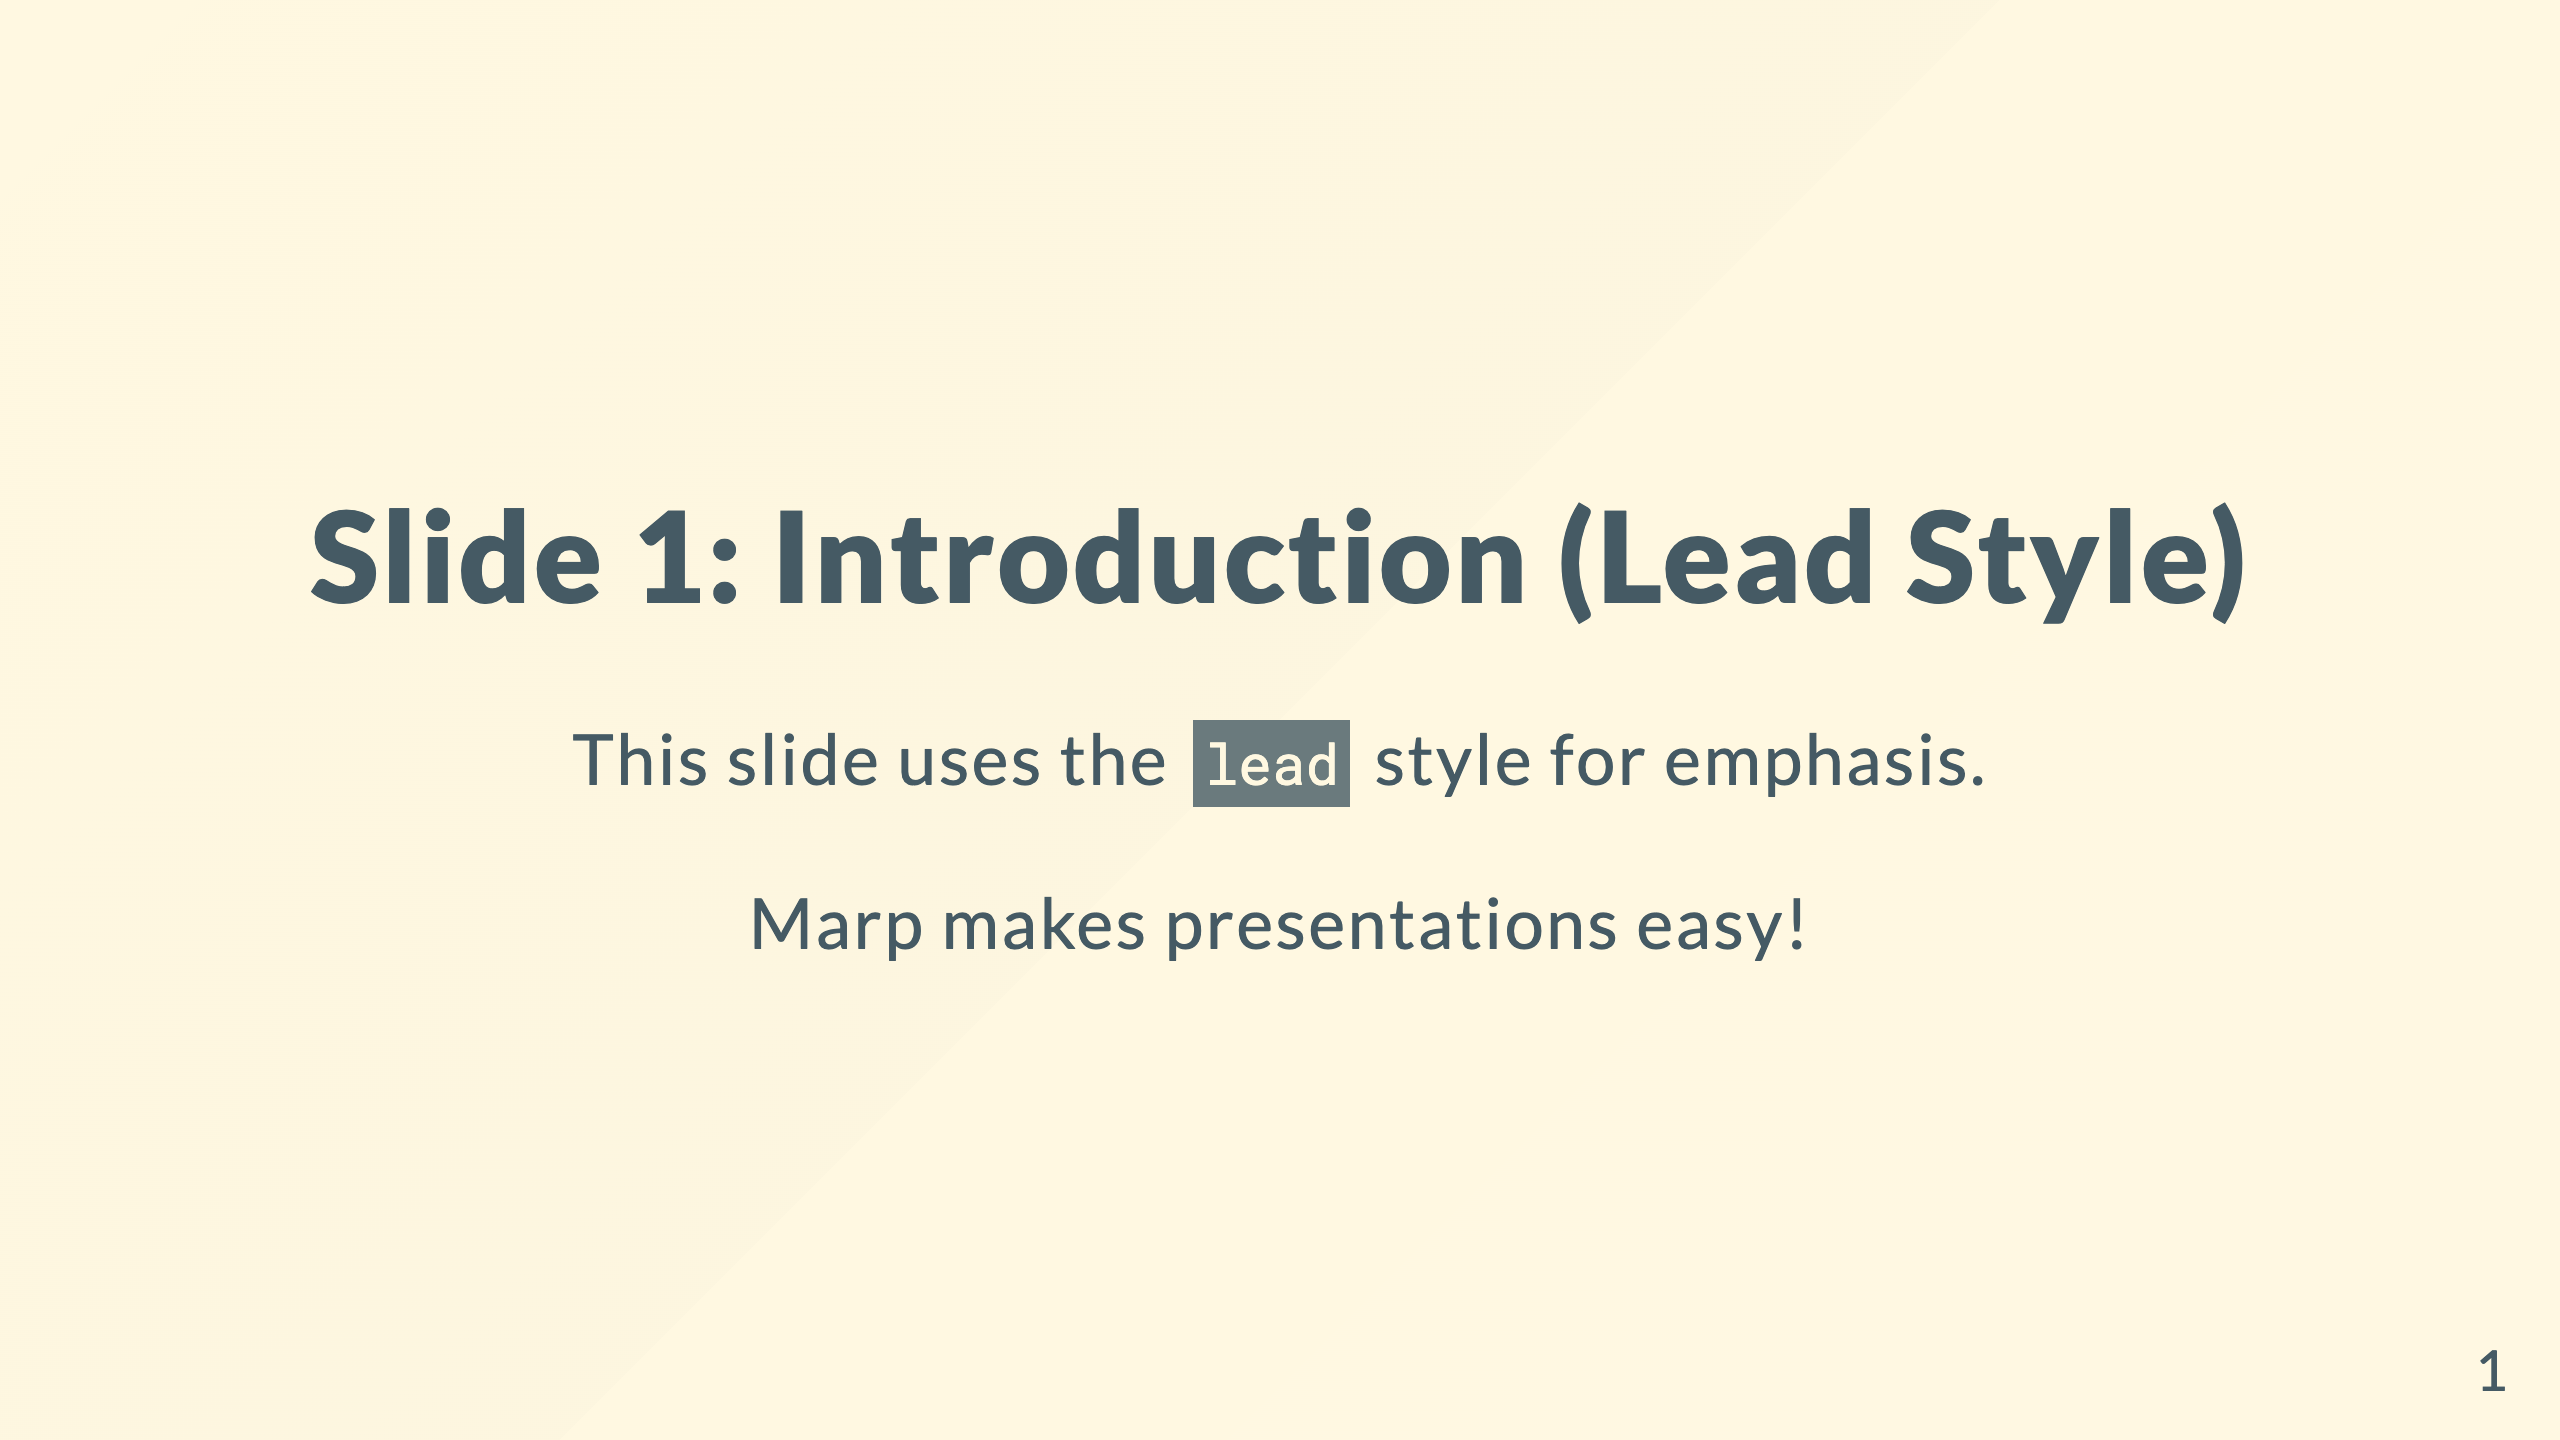 Slide 1: Introduction (Lead Style)
This slide uses the lead style for emphasis.
Marp makes presentations easy!
1